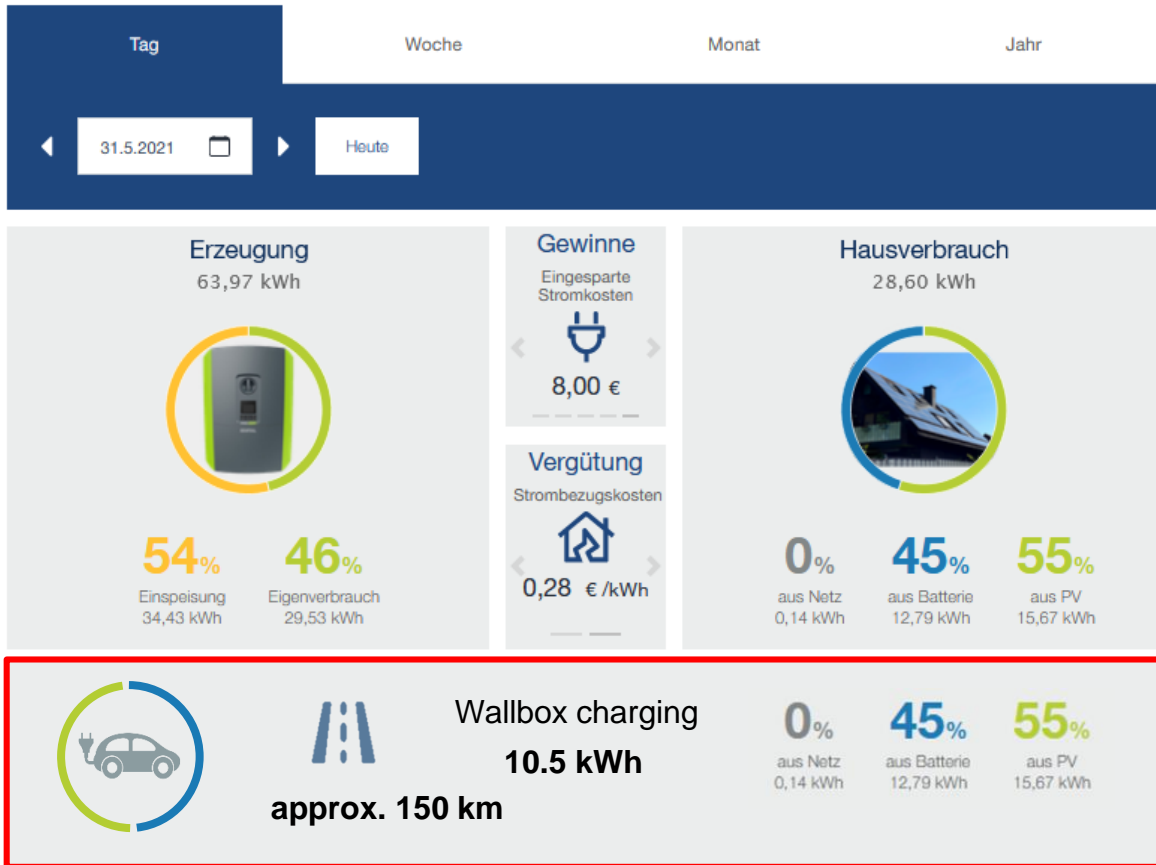 Tag
Woche
Monat
Jahr
31.5.2021
Heute
Erzeugung
63,97 kWh
54%
Einspeisung
34,43 kWh
46%
Eigenverbrauch
29,53 kWh
Gewinne
Eingesparte
Stromkosten
8,00 €
Vergütung
Strombezugskosten
0,28 €/kWh
Hausverbrauch
28,60 kWh
0%
aus Netz
0,14 kWh
45%
aus Batterie
12,79 kWh
55%
aus PV
15,67 kWh
Wallbox charging
10.5 kWh
approx. 150 km
0%
aus Netz
0,14 kWh
45%
aus Batterie
12,79 kWh
55%
aus PV
15,67 kWh